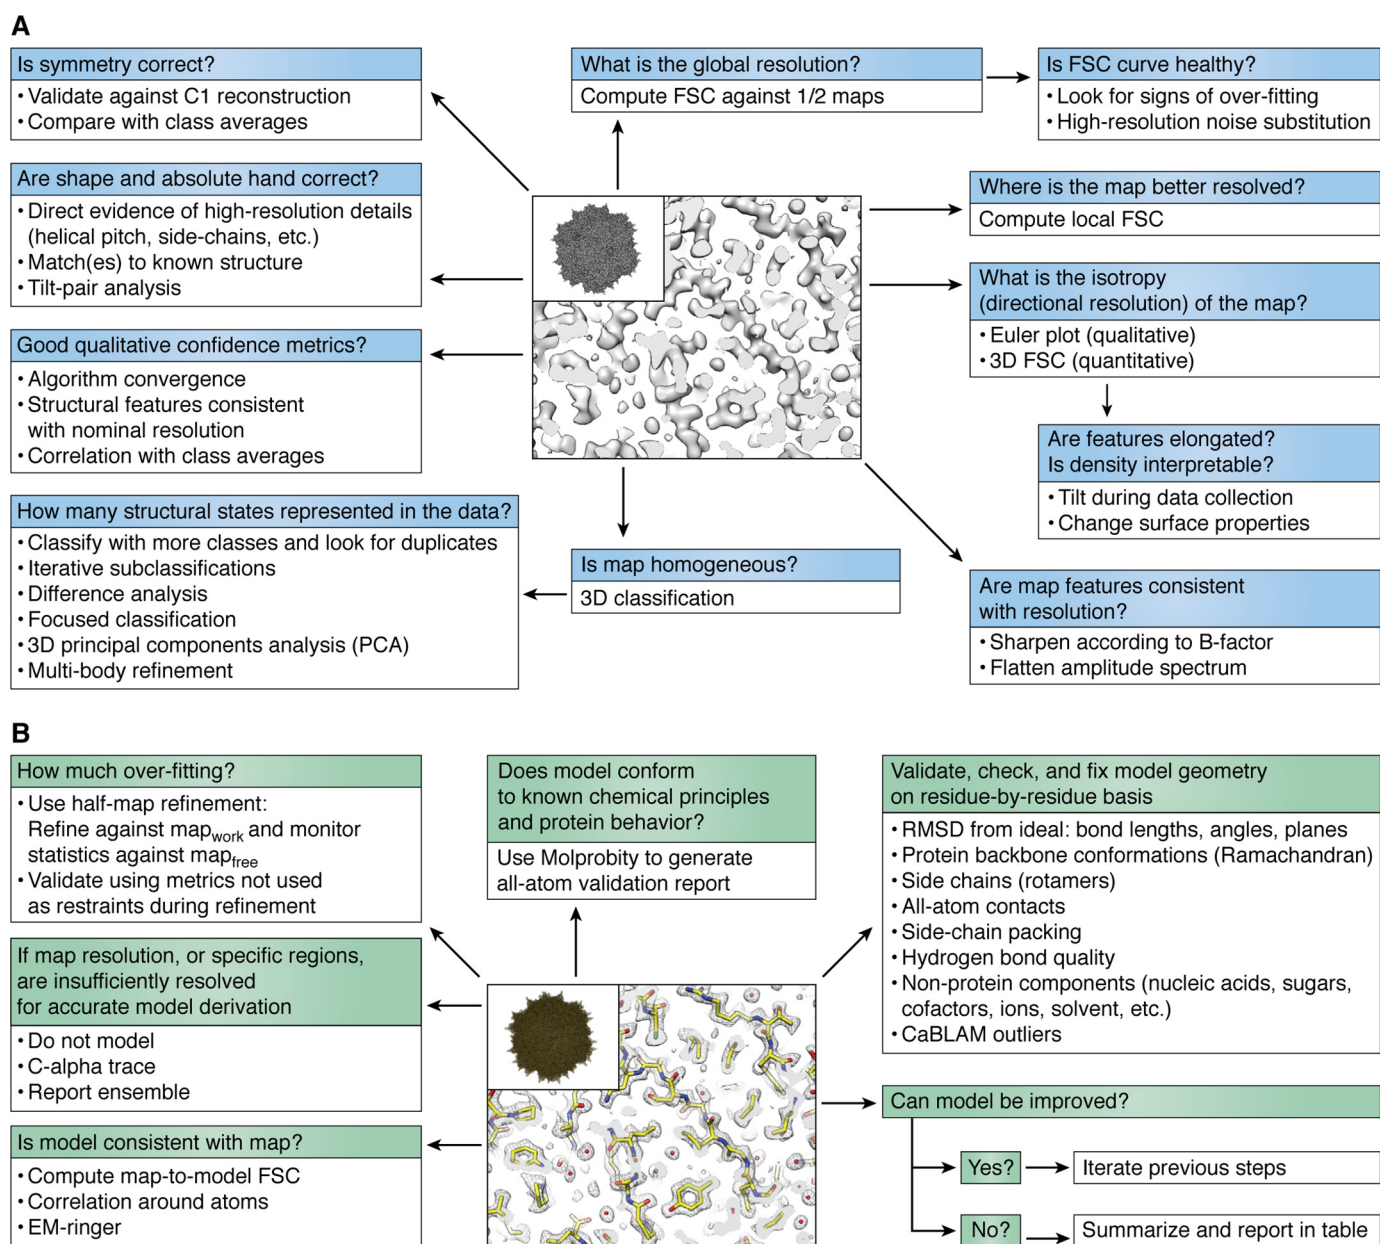 A
Is symmetry correct?
• Validate against C1 reconstruction
• Compare with class averages
What is the global resolution?
Compute FSC against 1/2 maps
Is FSC curve healthy?
• Look for signs of over-fitting
• High-resolution noise substitution
Are shape and absolute hand correct?
• Direct evidence of high-resolution details
(helical pitch, side-chains, etc.)
• Match(es) to known structure
• Tilt-pair analysis
Where is the map better resolved?
Compute local FSC
What is the isotropy
(directional resolution) of the map?
• Euler plot (qualitative)
• 3D FSC (quantitative)
Good qualitative confidence metrics?
• Algorithm convergence
• Structural features consistent
with nominal resolution
• Correlation with class averages
Are features elongated?
Is density interpretable?
• Tilt during data collection
• Change surface properties
How many structural states represented in the data?
• Classify with more classes and look for duplicates
• Iterative subclassifications
• Difference analysis
• Focused classification
• 3D principal components analysis (PCA)
• Multi-body refinement
Is map homogeneous?
3D classification
Are map features consistent
with resolution?
• Sharpen according to B-factor
• Flatten amplitude spectrum
B
How much over-fitting?
• Use half-map refinement:
Refine against mapwork and monitor
statistics against mapfree
• Validate using metrics not used
as restraints during refinement
Does model conform
to known chemical principles
and protein behavior?
Use Molprobity to generate
all-atom validation report
Validate, check, and fix model geometry
on residue-by-residue basis
• RMSD from ideal: bond lengths, angles, planes
• Protein backbone conformations (Ramachandran)
• Side chains (rotamers)
• All-atom contacts
• Side-chain packing
• Hydrogen bond quality
• Non-protein components (nucleic acids, sugars,
cofactors, ions, solvent, etc.)
• CaBLAM outliers
If map resolution, or specific regions,
are insufficiently resolved
for accurate model derivation
• Do not model
• C-alpha trace
• Report ensemble
Is model consistent with map?
• Compute map-to-model FSC
• Correlation around atoms
• EM-ringer
Can model be improved?
Yes?
Iterate previous steps
No?
Summarize and report in table